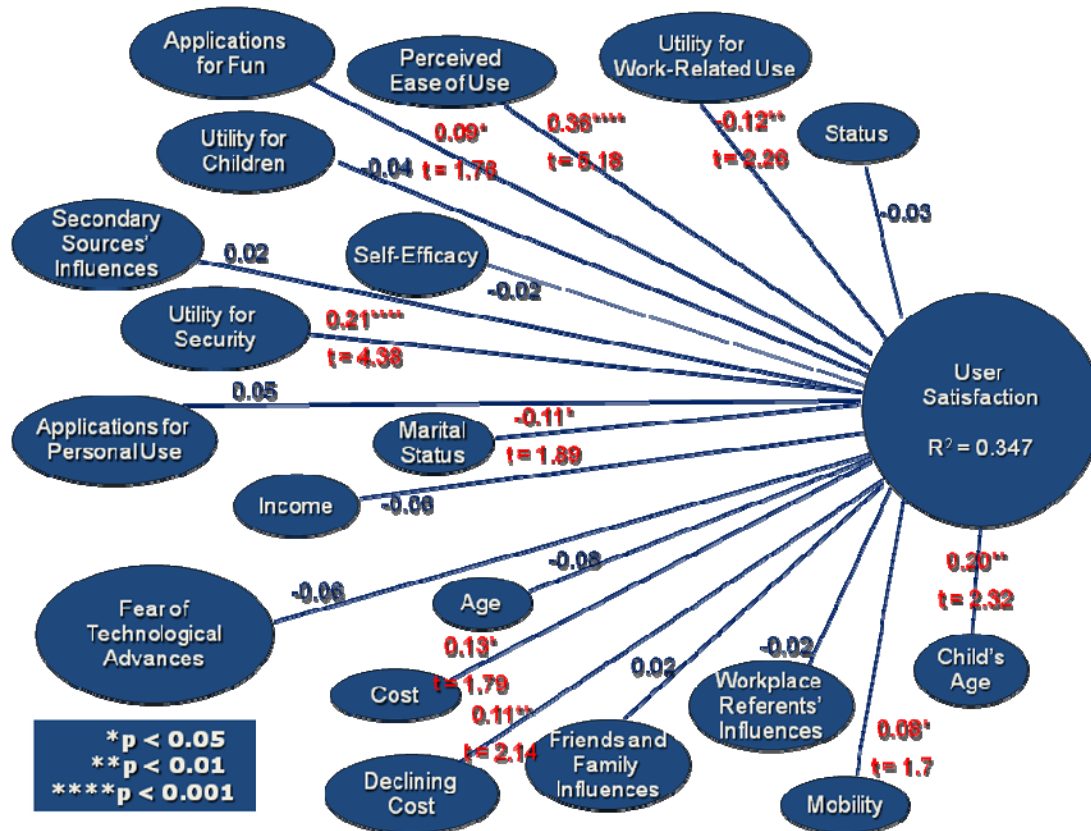 Applications
for Fun
Perceived
Ease of Use
Utility for
Work-Related Use
Status
0.09*
t = 1.76
0.36****
t = 5.18
-0.12**
t = 2.26
Utility for
Children
-0.04
-0.03
Secondary
Sources'
Influences
0.02
Self-Efficacy
-0.02
Utility for
Security
0.21****
t = 4.38
User
Satisfaction
R² = 0.347
Applications for
Personal Use
0.05
Marital
Status
-0.11*
t = 1.89
Income
-0.06
Fear of
Technological
Advances
-0.06
Age
-0.08
0.20**
t = 2.32
Child's
Age
Cost
0.13*
t = 1.79
0.02
-0.02
Workplace
Referents'
Influences
Declining
Cost
0.11**
t = 2.14
Friends and
Family
Influences
0.08*
t = 1.7
Mobility
*p < 0.05
**p < 0.01
****p < 0.001